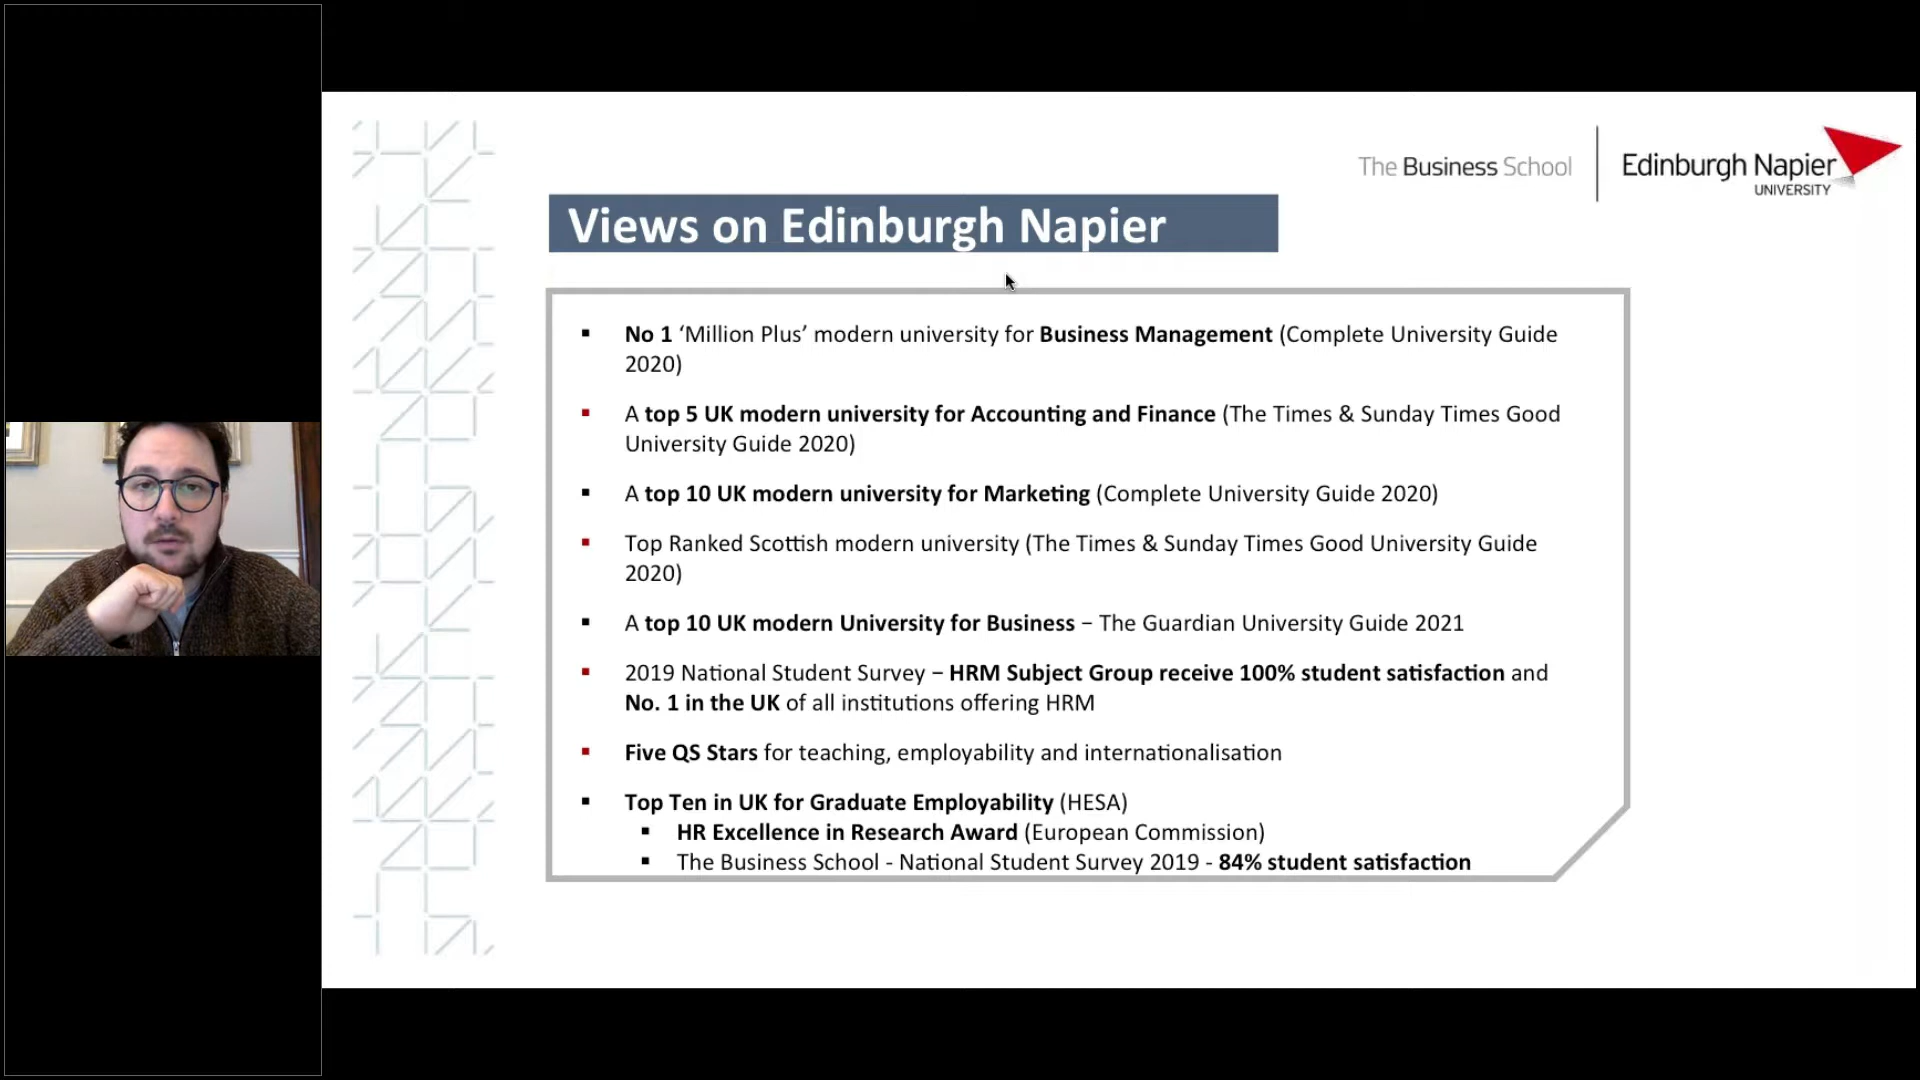 The Business School
Edinburgh Napier
UNIVERSITY
Views on Edinburgh Napier
▪ No 1 ‘Million Plus’ modern university for Business Management (Complete University Guide
2020)
▪ A top 5 UK modern university for Accounting and Finance (The Times & Sunday Times Good
University Guide 2020)
▪ A top 10 UK modern university for Marketing (Complete University Guide 2020)
▪ Top Ranked Scottish modern university (The Times & Sunday Times Good University Guide
2020)
▪ A top 10 UK modern University for Business – The Guardian University Guide 2021
▪ 2019 National Student Survey – HRM Subject Group receive 100% student satisfaction and
No. 1 in the UK of all institutions offering HRM
▪ Five QS Stars for teaching, employability and internationalisation
▪ Top Ten in UK for Graduate Employability (HESA)
▪ HR Excellence in Research Award (European Commission)
▪ The Business School - National Student Survey 2019 - 84% student satisfaction